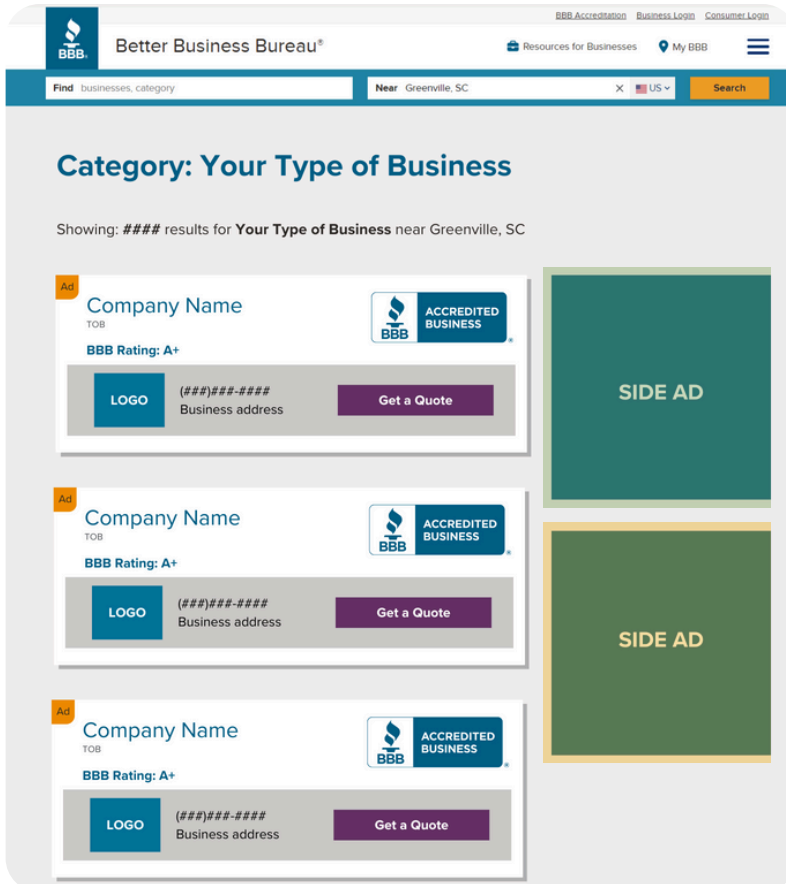 BBB Accreditation Business Login Consumer Login
BBB.
Better Business Bureau®
Resources for Businesses
My BBB
Find businesses, category
Near Greenville, SC
X
US
Search
Category: Your Type of Business
Showing: #### results for Your Type of Business near Greenville, SC
Ad
Company Name
TOB
BBB Rating: A+
BBB
ACCREDITED
BUSINESS
®
LOGO
(###)###-####
Business address
Get a Quote
SIDE AD
Ad
Company Name
TOB
BBB Rating: A+
BBB
ACCREDITED
BUSINESS
®
LOGO
(###)###-####
Business address
Get a Quote
SIDE AD
Ad
Company Name
TOB
BBB Rating: A+
BBB
ACCREDITED
BUSINESS
®
LOGO
(###)###-####
Business address
Get a Quote